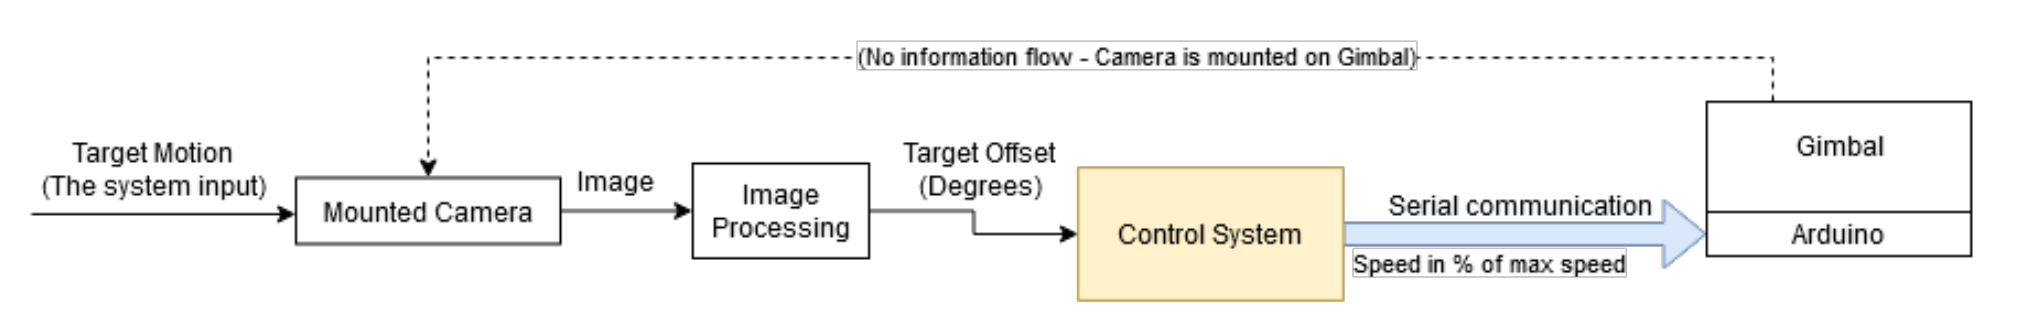 (No information flow - Camera is mounted on Gimbal)
Target Motion
(The system input)
Mounted Camera
Image
Image
Processing
Target Offset
(Degrees)
Control System
Serial communication
Speed in % of max speed
Gimbal
Arduino